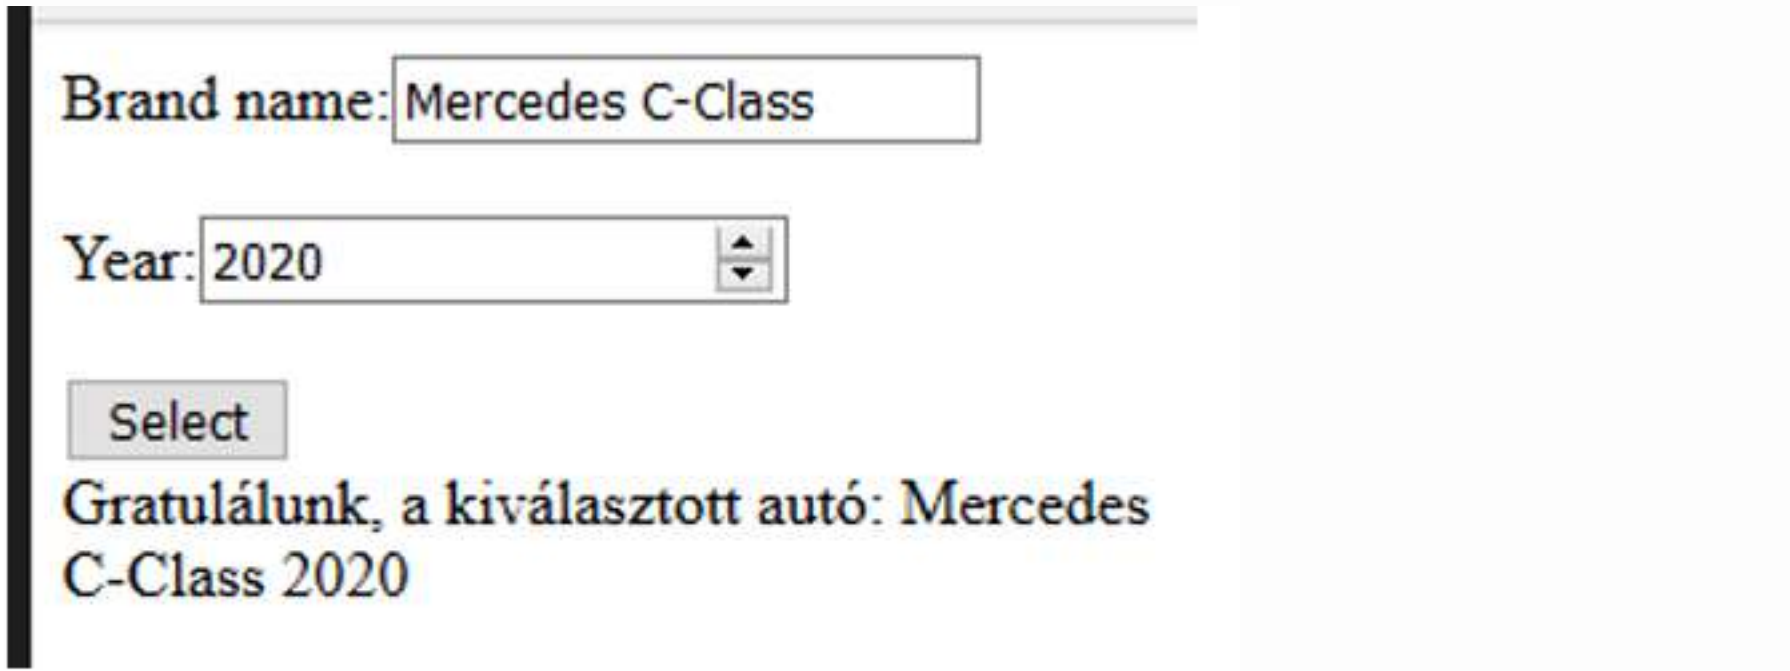 Brand name: Mercedes C-Class
Year: 2020
Select
Gratulálunk, a kiválasztott autó: Mercedes
C-Class 2020